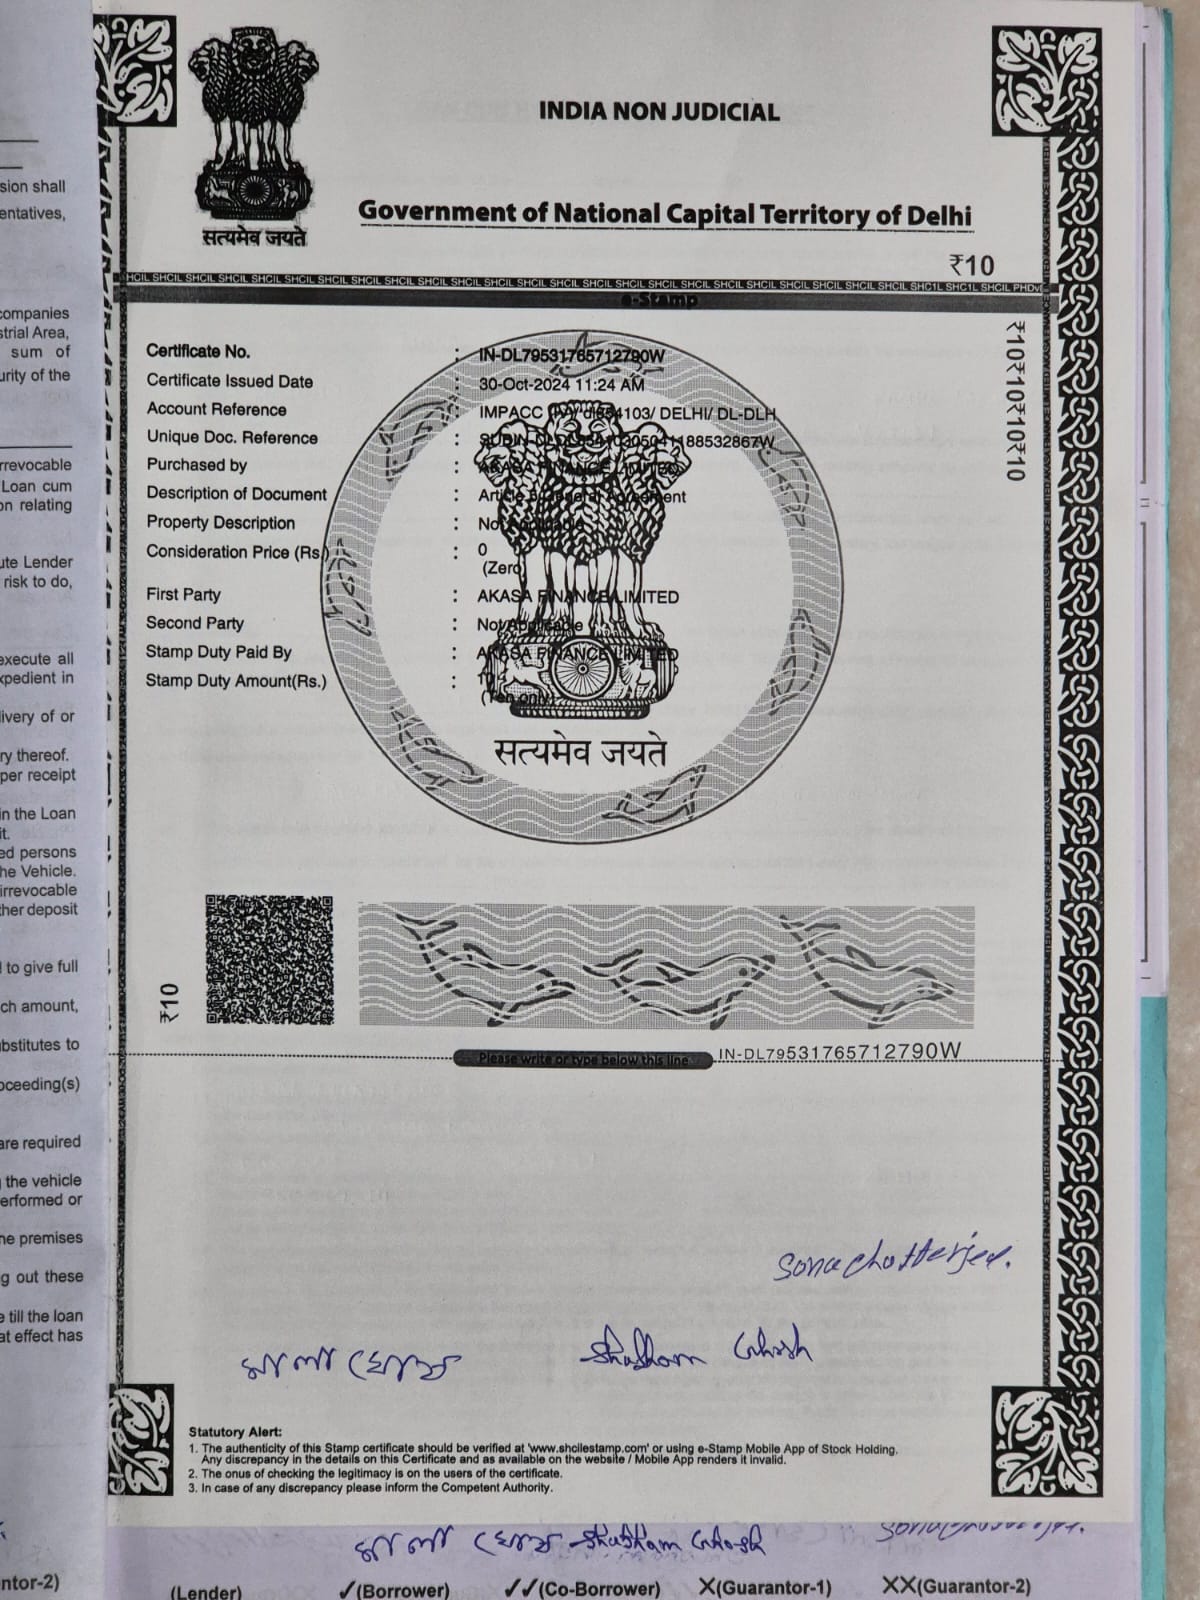 sion shall
entatives,
companies
strial Area,
sum of
urity of the
rrevocable
Loan cum
on relating
ute Lender
risk to do,
execute all
xpedient in
livery of or
ry thereof.
per receipt
in the Loan
it.
ed persons
he Vehicle.
irrevocable
ther deposit
to give full
ch amount,
ubstitutes to
oceeding(s)
are required
the vehicle
erformed or
he premises
g out these
e till the loan
at effect has
ntor-2)
सत्यमेव जयते
INDIA NON JUDICIAL
Government of National Capital Territory of Delhi
₹10
SHCIL SHCIL SHCIL SHCIL SHCIL SHCIL SHCIL SHCIL SHCIL SHCIL SHCIL SHCIL SHCIL SHCIL SHCIL SHCIL SHCIL SHCIL SHCIL SHCIL SHCIL SHCIL SHCIL SHCIL
e-Stamp
₹10₹10₹10₹10
Certificate No. : IN-DL79531765712790W
Certificate Issued Date : 30-Oct-2024 11:24 AM
Account Reference : IMPACC (IV)/ dl854103/ DELHI/ DL-DLH
Unique Doc. Reference : SUBIN-DLDL85410305041188532867W
Purchased by : AKASA FINANCE LIMITED
Description of Document : Article 5 General Agreement
Property Description : Not Applicable
Consideration Price (Rs.) : 0
(Zero)
First Party : AKASA FINANCE LIMITED
Second Party : Not Applicable
Stamp Duty Paid By : AKASA FINANCE LIMITED
Stamp Duty Amount(Rs.) : 10
(Ten only)
सत्यमेव जयते
₹10
Please write or type below this line
IN-DL79531765712790W
Sona chatterjee.
মালা ঘোষ Shubham Ghosh
Statutory Alert:
1. The authenticity of this Stamp certificate should be verified at 'www.shcilestamp.com' or using e-Stamp Mobile App of Stock Holding.
Any discrepancy in the details on this Certificate and as available on the website / Mobile App renders it invalid.
2. The onus of checking the legitimacy is on the users of the certificate.
3. In case of any discrepancy please inform the Competent Authority.
মালা ঘোষ Shubham Ghosh
(Lender) ✓(Borrower) ✓✓(Co-Borrower) X(Guarantor-1) XX(Guarantor-2)